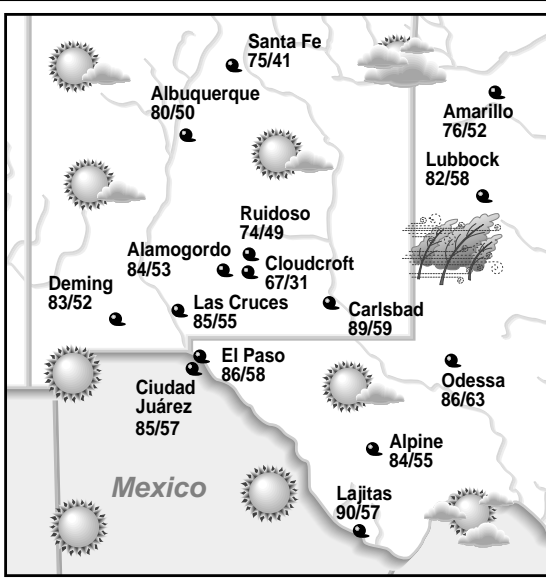 Santa Fe
75/41
Albuquerque
80/50
Amarillo
76/52
Lubbock
82/58
Ruidoso
74/49
Alamogordo
84/53
Cloudcroft
67/31
Deming
83/52
Las Cruces
85/55
Carlsbad
89/59
El Paso
86/58
Ciudad
Juárez
85/57
Odessa
86/63
Alpine
84/55
Mexico
Lajitas
90/57